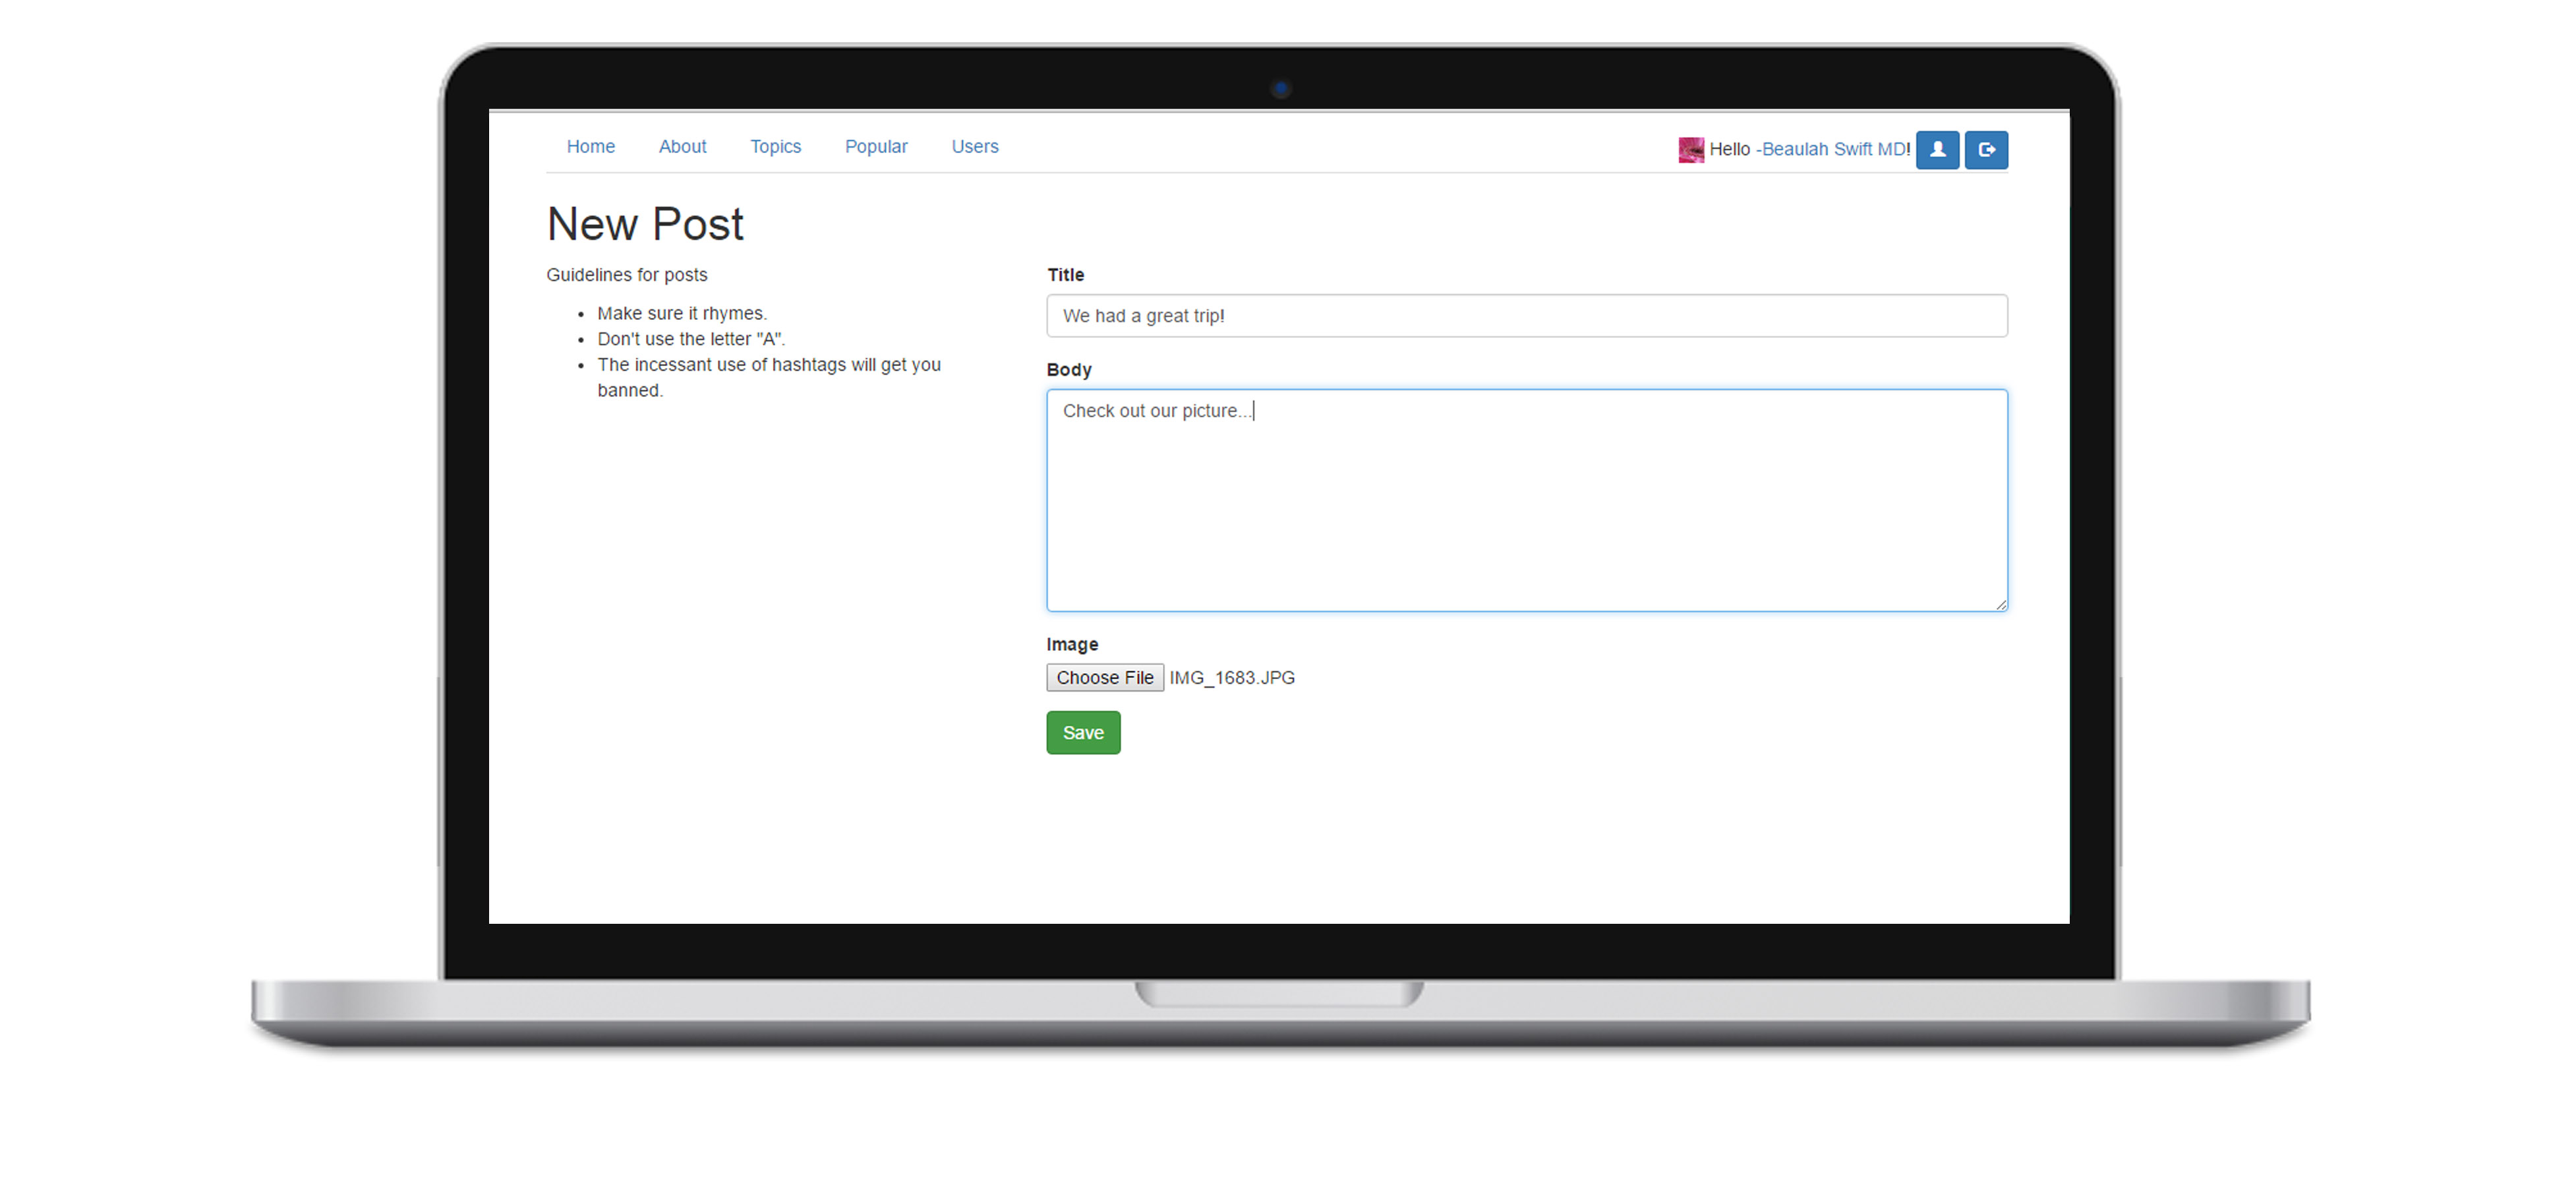 Home About Topics Popular Users
Hello -Beaulah Swift MD!
New Post
Guidelines for posts
Make sure it rhymes.
Don't use the letter "A".
The incessant use of hashtags will get you
banned.
Title
We had a great trip!
Body
Check out our picture...
Image
Choose File IMG_1683.JPG
Save